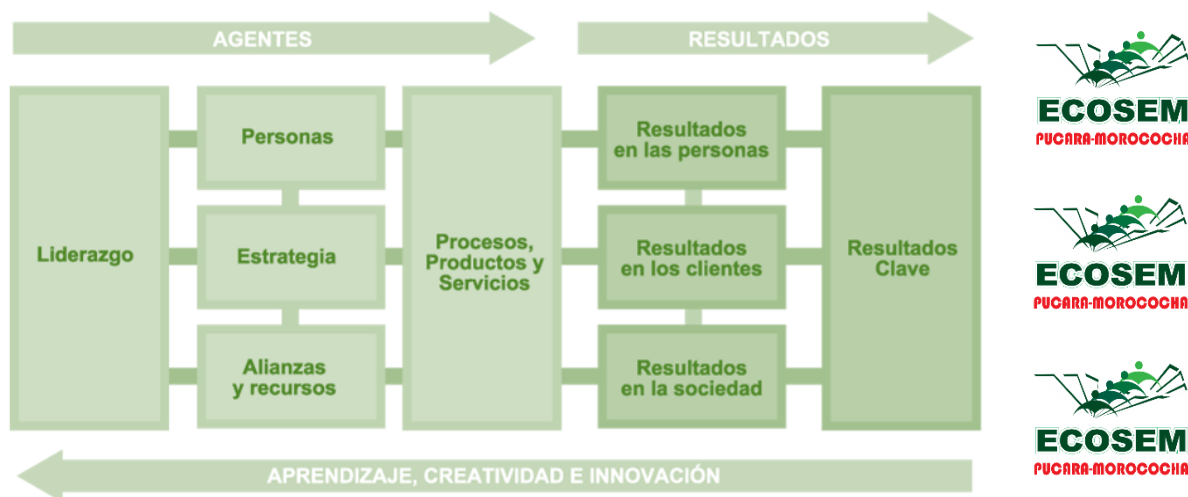 AGENTES
RESULTADOS
Liderazgo
Personas
Estrategia
Alianzas
y recursos
Procesos,
Productos y
Servicios
Resultados
en las personas
Resultados
en los clientes
Resultados
en la sociedad
Resultados
Clave
APRENDIZAJE, CREATIVIDAD E INNOVACIÓN
ECOSEM
PUCARA-MOROCOCHA
ECOSEM
PUCARA-MOROCOCHA
ECOSEM
PUCARA-MOROCOCHA